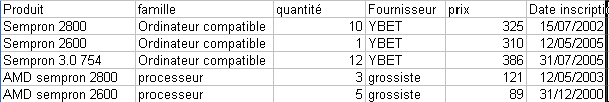 Produit famille quantité Fournisseur prix Date inscripti
Sempron 2800 Ordinateur compatible 10 YBET 325 15/07/2002
Sempron 2600 Ordinateur compatible 1 YBET 310 12/05/2005
Sempron 3.0 754 Ordinateur compatible 12 YBET 386 31/07/2005
AMD sempron 2800 processeur 3 grossiste 121 12/05/2003
AMD sempron 2600 processeur 5 grossiste 89 31/12/2000